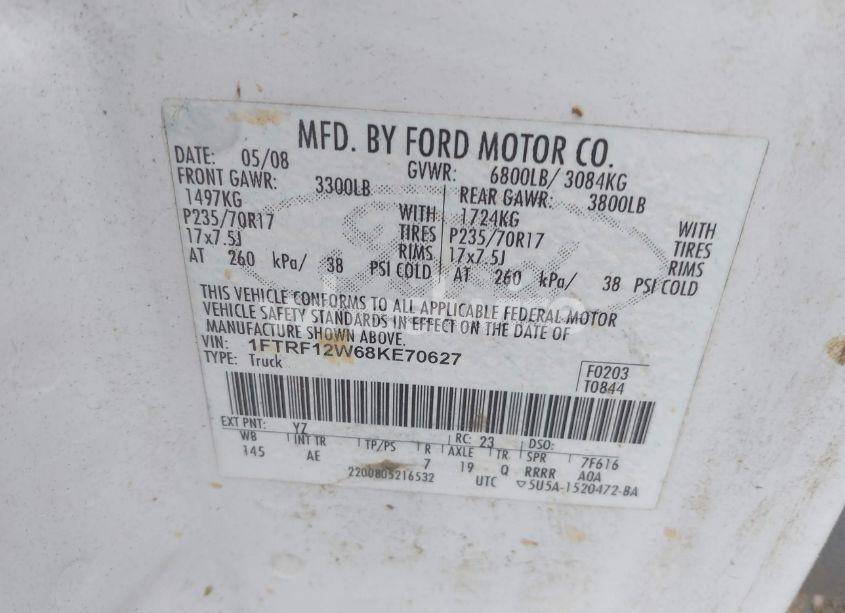 MFD. BY FORD MOTOR CO.
DATE: 05/08 GVWR: 6800LB/ 3084KG
FRONT GAWR: 3300LB REAR GAWR: 3800LB
1497KG WITH 1724KG WITH
P235/70R17 TIRES P235/70R17 TIRES
17x7.5J RIMS 17x7.5J RIMS
AT 260 kPa/ 38 PSI COLD AT 260 kPa/ 38 PSI COLD
THIS VEHICLE CONFORMS TO ALL APPLICABLE FEDERAL MOTOR
VEHICLE SAFETY STANDARDS IN EFFECT ON THE DATE OF
MANUFACTURE SHOWN ABOVE.
VIN: 1FTRF12W68KE70627
TYPE: Truck
F0203
T0844
EXT PNT: YZ RC: 23 DSO:
WB INT TR TP/PS R AXLE TR SPR 7F616
145 AE 7 19 Q RRRR A0A
2200805216532 UTC ▽5U5A-1520472-BA